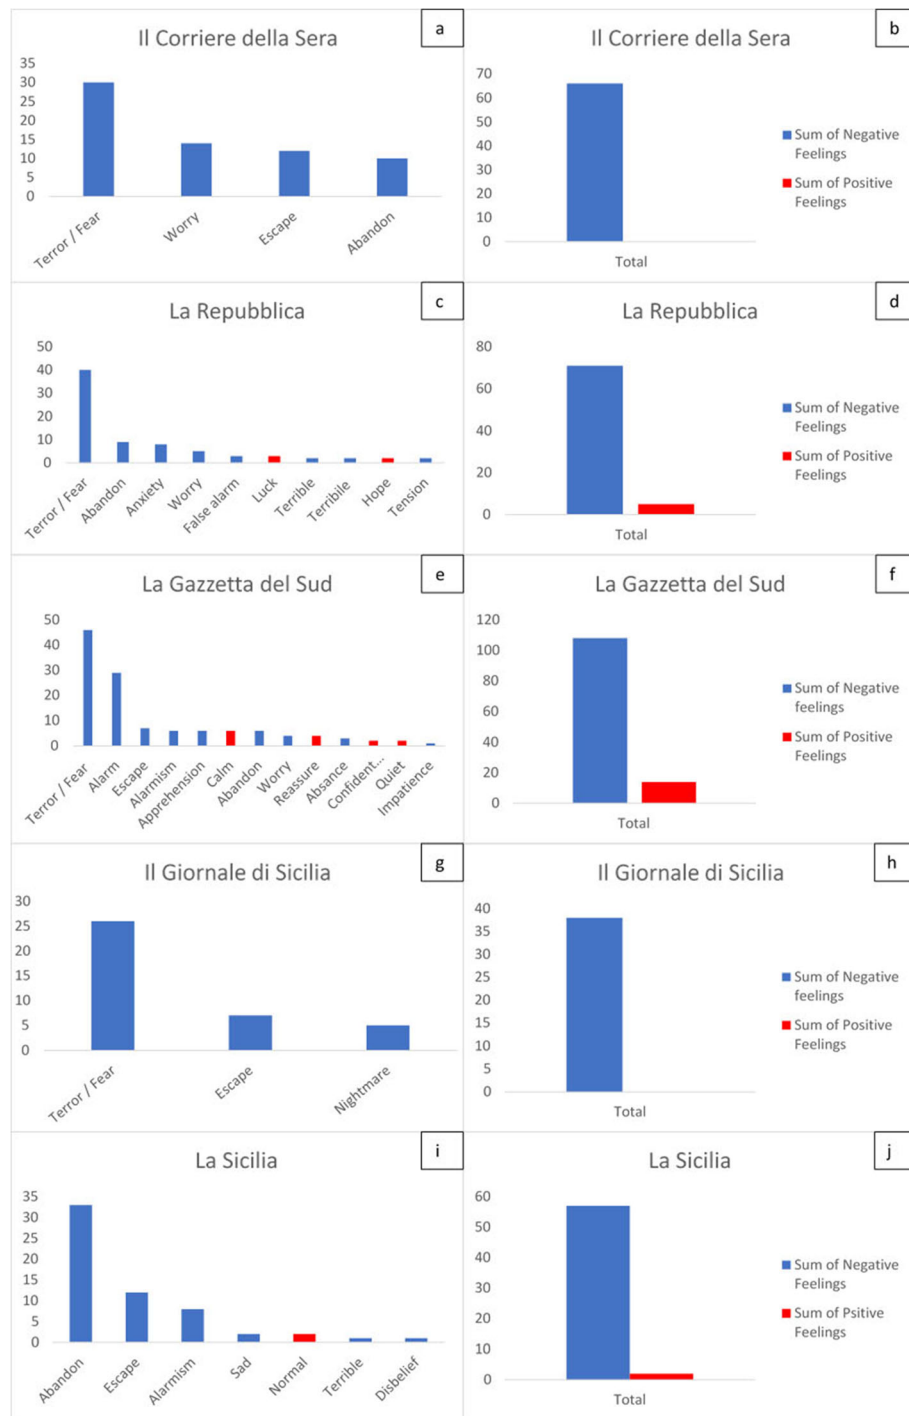 Il Corriere della Sera
a
35
30
25
20
15
10
5
0
Terror / Fear
Worry
Escape
Abandon
Il Corriere della Sera
b
70
60
50
40
30
20
10
0
Total
Sum of Negative
Feelings
Sum of Positive
Feelings
La Repubblica
c
50
40
30
20
10
0
Terror / Fear
Abandon
Anxiety
Worry
False alarm
Luck
Terrible
Terribile
Hope
Tension
La Repubblica
d
80
60
40
20
0
Total
Sum of Negative
Feelings
Sum of Positive
Feelings
La Gazzetta del Sud
e
50
40
30
20
10
0
Terror / Fear
Alarm
Escape
Alarmism
Apprehension
Calm
Abandon
Worry
Reassure
Absance
Confident...
Quiet
Impatience
La Gazzetta del Sud
f
120
100
80
60
40
20
0
Total
Sum of Negative
feelings
Sum of Positive
Feelings
Il Giornale di Sicilia
g
30
25
20
15
10
5
0
Terror / Fear
Escape
Nightmare
Il Giornale di Sicilia
h
40
35
30
25
20
15
10
5
0
Total
Sum of Negative
feelings
Sum of Positive
Feelings
La Sicilia
i
35
30
25
20
15
10
5
0
Abandon
Escape
Alarmism
Sad
Normal
Terrible
Disbelief
La Sicilia
j
60
50
40
30
20
10
0
Total
Sum of Negative
Feelings
Sum of Psitive
Feelings